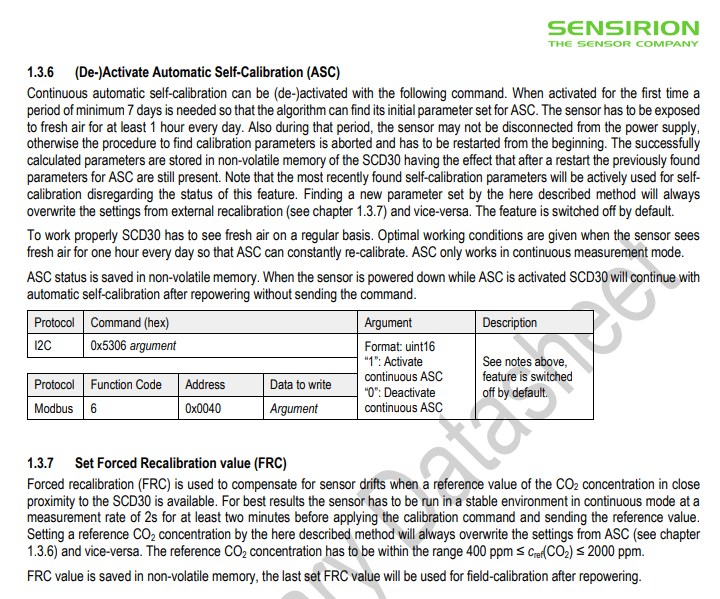 SENSIRION
THE SENSOR COMPANY
1.3.6 (De-)Activate Automatic Self-Calibration (ASC)
Continuous automatic self-calibration can be (de-)activated with the following command. When activated for the first time a
period of minimum 7 days is needed so that the algorithm can find its initial parameter set for ASC. The sensor has to be exposed
to fresh air for at least 1 hour every day. Also during that period, the sensor may not be disconnected from the power supply,
otherwise the procedure to find calibration parameters is aborted and has to be restarted from the beginning. The successfully
calculated parameters are stored in non-volatile memory of the SCD30 having the effect that after a restart the previously found
parameters for ASC are still present. Note that the most recently found self-calibration parameters will be actively used for self-
calibration disregarding the status of this feature. Finding a new parameter set by the here described method will always
overwrite the settings from external recalibration (see chapter 1.3.7) and vice-versa. The feature is switched off by default.
To work properly SCD30 has to see fresh air on a regular basis. Optimal working conditions are given when the sensor sees
fresh air for one hour every day so that ASC can constantly re-calibrate. ASC only works in continuous measurement mode.
ASC status is saved in non-volatile memory. When the sensor is powered down while ASC is activated SCD30 will continue with
automatic self-calibration after repowering without sending the command.
Protocol Command (hex) Argument Description
I2C 0x5306 argument
Format: uint16
"1": Activate
continuous ASC
"0": Deactivate
continuous ASC
See notes above,
feature is switched
off by default.
Protocol Function Code Address Data to write
Modbus 6 0x0040 Argument
1.3.7 Set Forced Recalibration value (FRC)
Forced recalibration (FRC) is used to compensate for sensor drifts when a reference value of the CO₂ concentration in close
proximity to the SCD30 is available. For best results the sensor has to be run in a stable environment in continuous mode at a
measurement rate of 2s for at least two minutes before applying the calibration command and sending the reference value.
Setting a reference CO₂ concentration by the here described method will always overwrite the settings from ASC (see chapter
1.3.6) and vice-versa. The reference CO₂ concentration has to be within the range 400 ppm ≤ cref(CO₂) ≤ 2000 ppm.
FRC value is saved in non-volatile memory, the last set FRC value will be used for field-calibration after repowering.
Datasheet